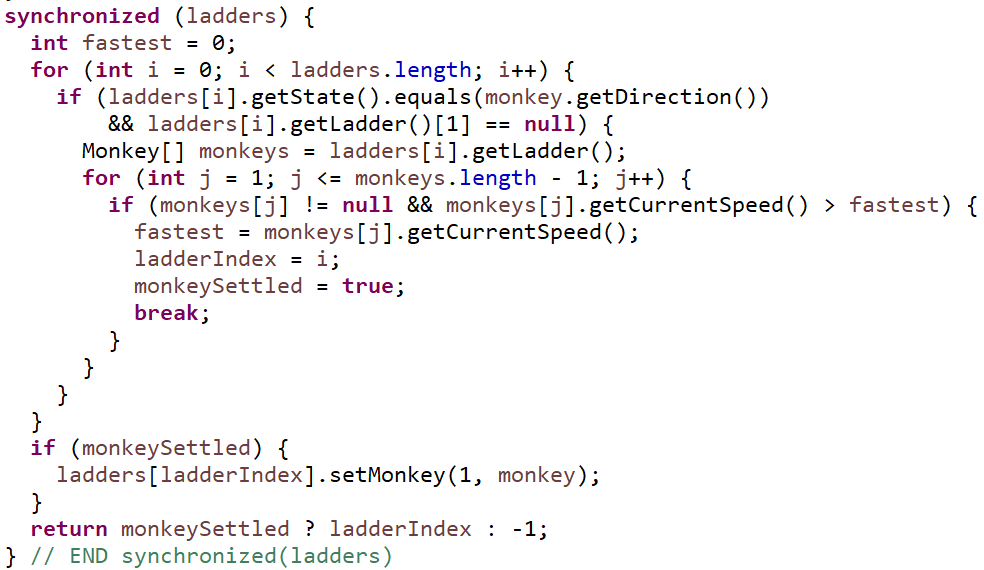 synchronized (ladders) {
  int fastest = 0;
  for (int i = 0; i < ladders.length; i++) {
    if (ladders[i].getState().equals(monkey.getDirection())
        && ladders[i].getLadder()[1] == null) {
      Monkey[] monkeys = ladders[i].getLadder();
      for (int j = 1; j <= monkeys.length - 1; j++) {
        if (monkeys[j] != null && monkeys[j].getCurrentSpeed() > fastest) {
          fastest = monkeys[j].getCurrentSpeed();
          ladderIndex = i;
          monkeySettled = true;
          break;
        }
      }
    }
  }
  if (monkeySettled) {
    ladders[ladderIndex].setMonkey(1, monkey);
  }
  return monkeySettled ? ladderIndex : -1;
} // END synchronized(ladders)